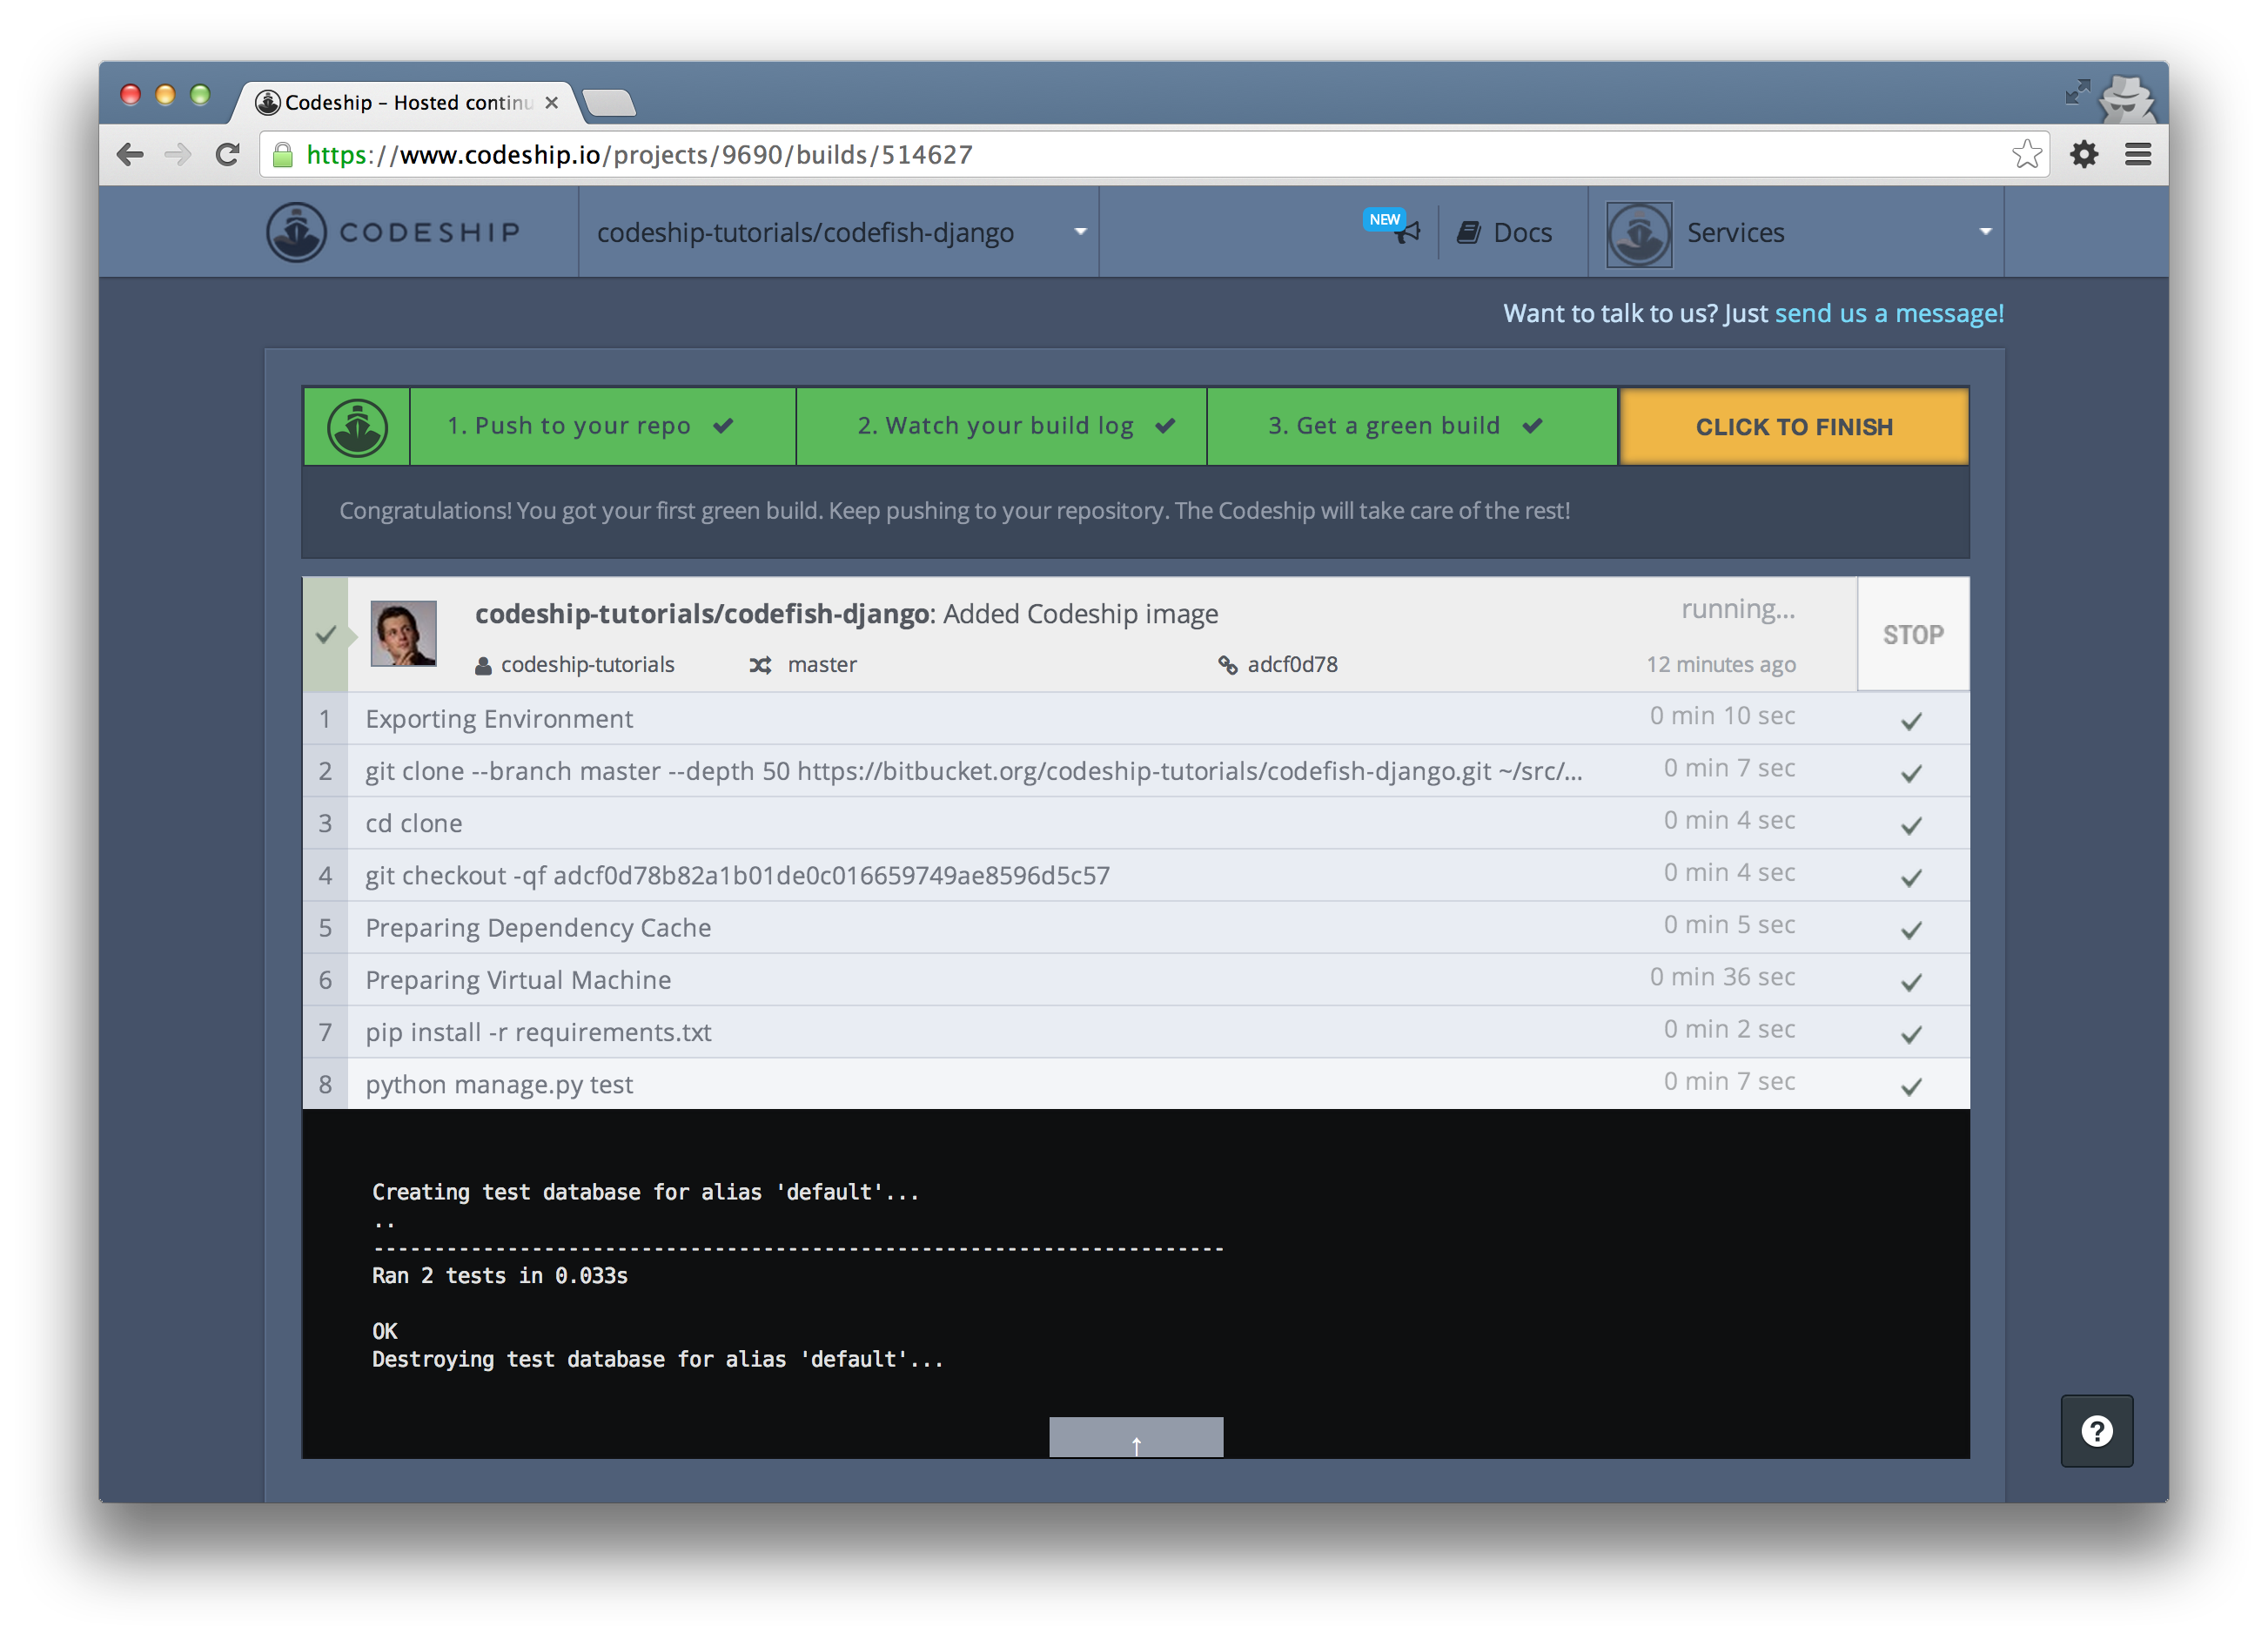 Codeship – Hosted continu
https://www.codeship.io/projects/9690/builds/514627
CODESHIP
codeship-tutorials/codefish-django
NEW
Docs
Services
Want to talk to us? Just send us a message!
1. Push to your repo
2. Watch your build log
3. Get a green build
CLICK TO FINISH
Congratulations! You got your first green build. Keep pushing to your repository. The Codeship will take care of the rest!
codeship-tutorials/codefish-django: Added Codeship image
running...
STOP
codeship-tutorials
master
adcf0d78
12 minutes ago
1 Exporting Environment 0 min 10 sec
2 git clone --branch master --depth 50 https://bitbucket.org/codeship-tutorials/codefish-django.git ~/src/... 0 min 7 sec
3 cd clone 0 min 4 sec
4 git checkout -qf adcf0d78b82a1b01de0c016659749ae8596d5c57 0 min 4 sec
5 Preparing Dependency Cache 0 min 5 sec
6 Preparing Virtual Machine 0 min 36 sec
7 pip install -r requirements.txt 0 min 2 sec
8 python manage.py test 0 min 7 sec
Creating test database for alias 'default'...
..
----------------------------------------------------------------------
Ran 2 tests in 0.033s
OK
Destroying test database for alias 'default'...
↑
?